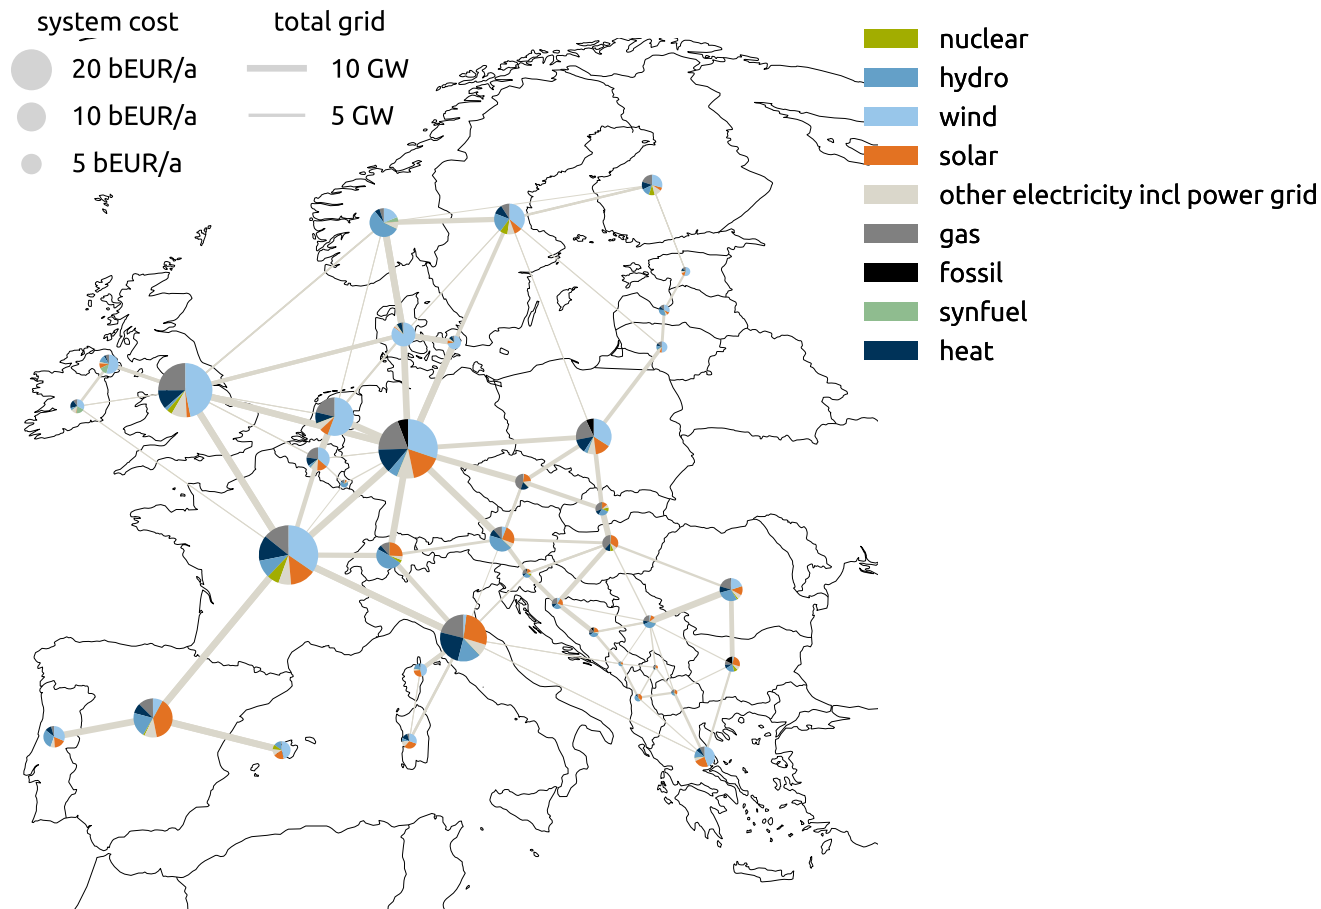 system cost
20 bEUR/a
10 bEUR/a
5 bEUR/a
total grid
10 GW
5 GW
nuclear
hydro
wind
solar
other electricity incl power grid
gas
fossil
synfuel
heat